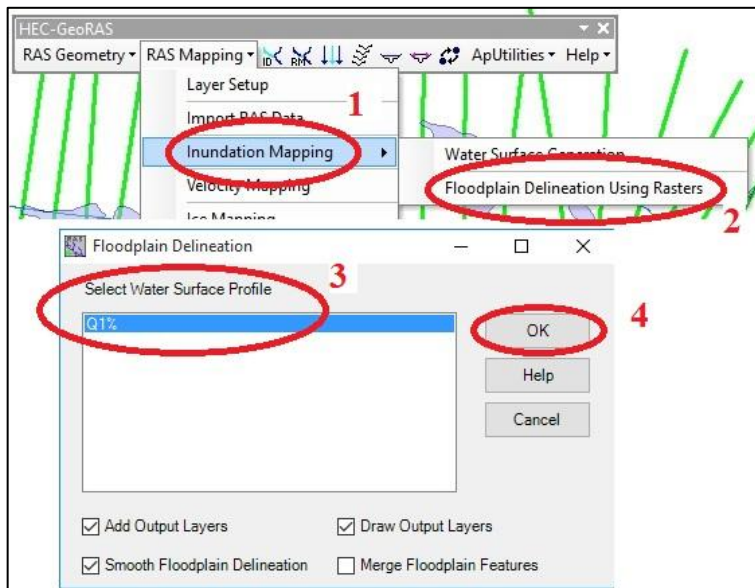 HEC-GeoRAS
RAS Geometry RAS Mapping ID RIVX ApUtilities Help
Layer Setup
1
Import RAS Data
Inundation Mapping
Water Surface Generation
Velocity Mapping
Floodplain Delineation Using Rasters
2
Ice Mapping
Floodplain Delineation
Select Water Surface Profile
3
Q1%
OK
4
Help
Cancel
Add Output Layers Draw Output Layers
Smooth Floodplain Delineation Merge Floodplain Features